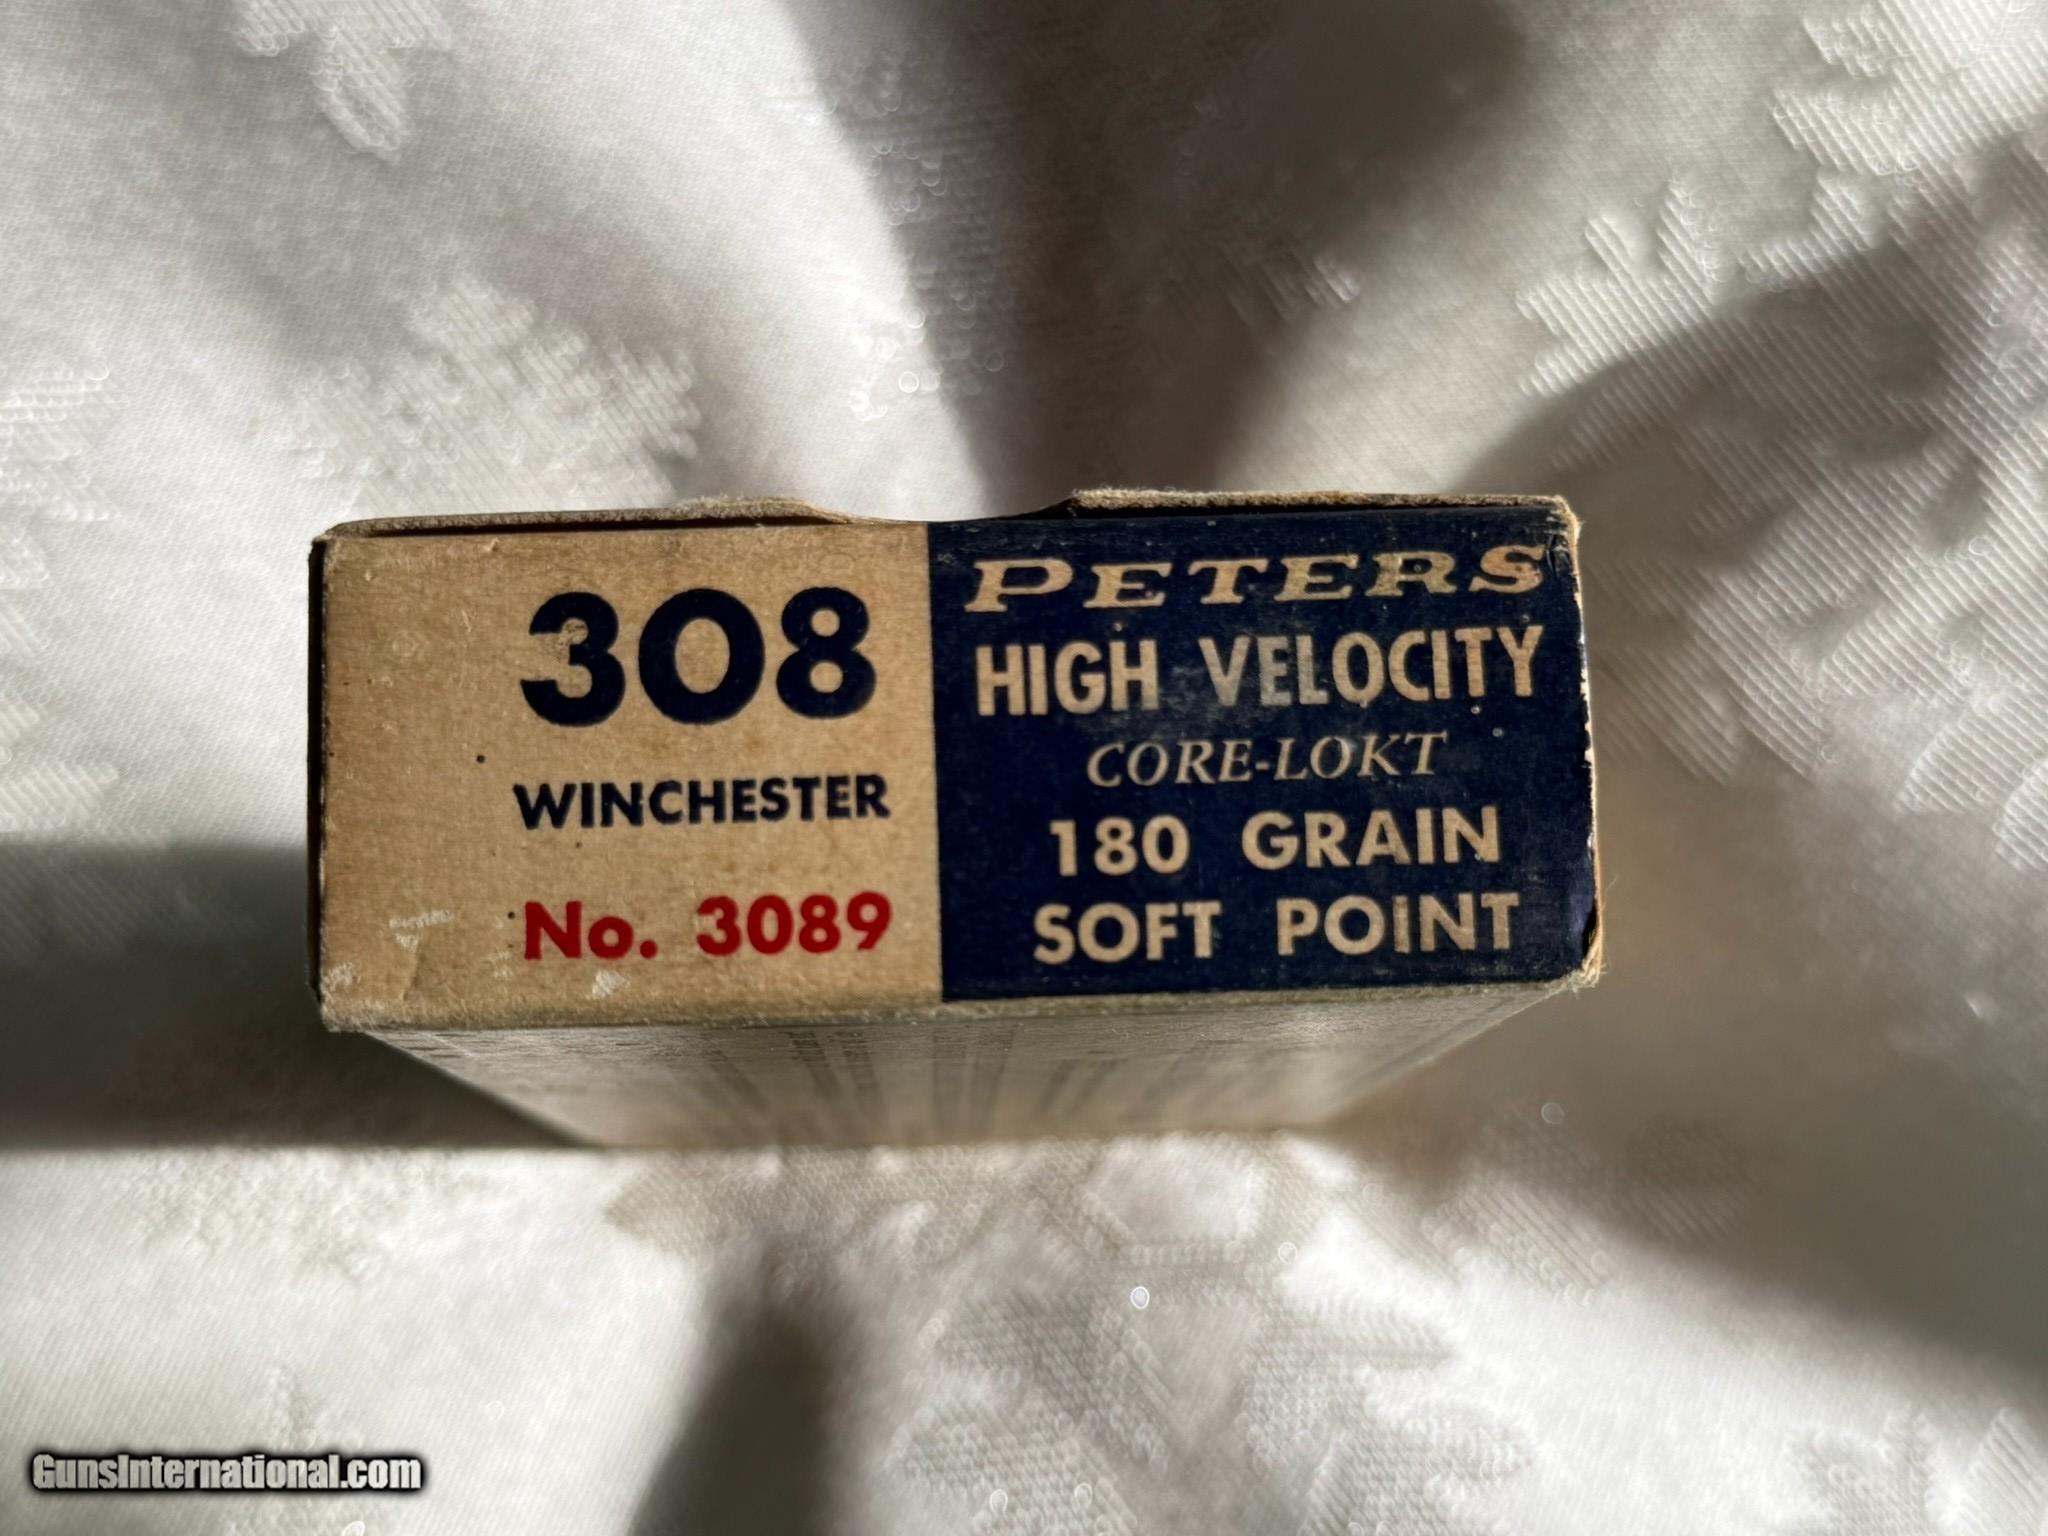 308
WINCHESTER
No. 3089
PETERS
HIGH VELOCITY
CORE-LOKT
180 GRAIN
SOFT POINT
GunsInternational.com